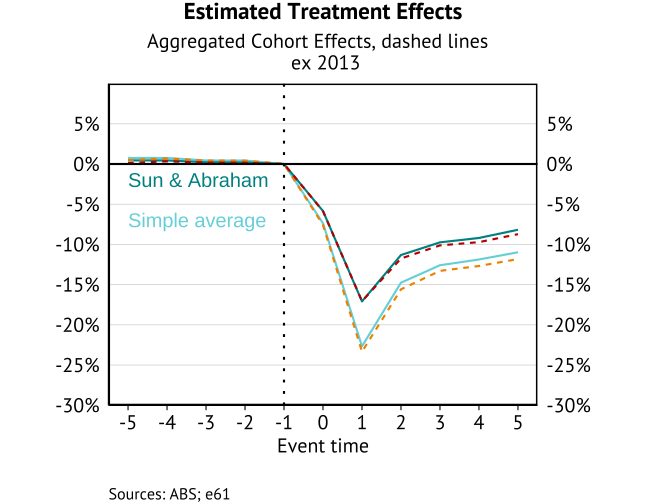 Estimated Treatment Effects
Aggregated Cohort Effects, dashed lines
ex 2013
5% 5%
0% 0%
Sun & Abraham
-5% -5%
Simple average
-10% -10%
-15% -15%
-20% -20%
-25% -25%
-30% -30%
-5 -4 -3 -2 -1 0 1 2 3 4 5
Event time
Sources: ABS; e61